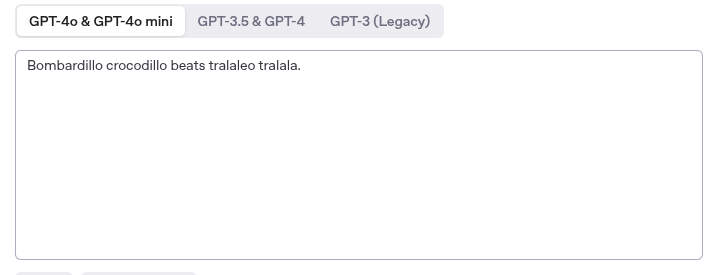 GPT-4o & GPT-4o mini GPT-3.5 & GPT-4 GPT-3 (Legacy)
Bombardillo crocodillo beats tralaleo tralala.